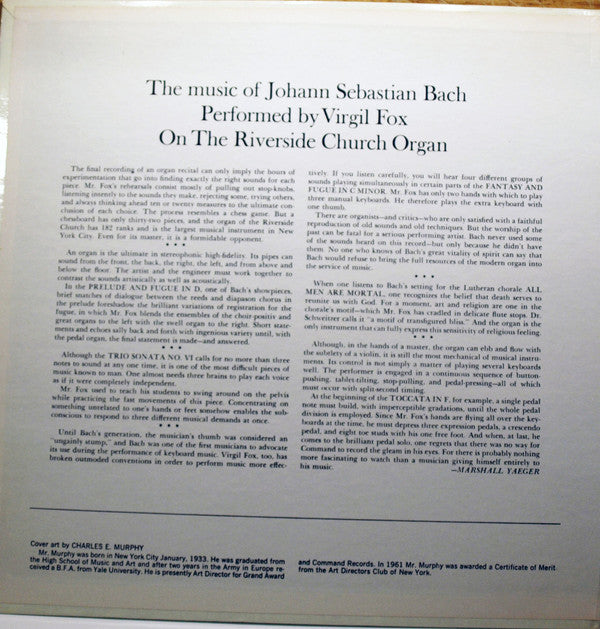 The music of Johann Sebastian Bach
Performed by Virgil Fox
On The Riverside Church Organ
The final recording of an organ recital can only imply the hours of
experimentation that go into finding exactly the right sounds for each
piece. Mr. Fox's rehearsals consist mostly of pulling out stop-knobs,
listening intently to the sounds they make, rejecting some, trying others,
and always thinking ahead ten or twenty measures to the ultimate con-
clusion of each choice. The process resembles a chess game. But a
chessboard has only thirty-two pieces, and the organ of the Riverside
Church has 182 ranks and is the largest musical instrument in New
York City. Even for its master, it is a formidable opponent.
• • •
An organ is the ultimate in stereophonic high-fidelity. Its pipes can
sound from the front, the back, the right, the left, and from above and
below the floor. The artist and the engineer must work together to
contrast the sounds artistically as well as acoustically.
In the PRELUDE AND FUGUE IN D, one of Bach's showpieces,
brief snatches of dialogue between the reeds and diapason chorus in
the prelude foreshadow the brilliant variations of registration for the
fugue, in which Mr. Fox blends the ensembles of the choir positiv and
great organs to the left with the swell organ to the right. Short state-
ments and echoes sally back and forth with ingenious variety until, with
the pedal organ, the final statement is made—and answered.
• • •
Although the TRIO SONATA NO. VI calls for no more than three
notes to sound at any one time, it is one of the most difficult pieces of
music known to man. One almost needs three brains to play each voice
as if it were completely independent.
Mr. Fox used to teach his students to swing around on the pelvis
while practicing the fast movements of this piece. Concentrating on
something unrelated to one's hands or feet somehow enables the sub-
conscious to respond to three different musical demands at once.
• • •
Until Bach's generation, the musician's thumb was considered an
"ungainly stump," and Bach was one of the first musicians to advocate
its use during the performance of keyboard music. Virgil Fox, too, has
broken outmoded conventions in order to perform music more effec-
tively. If you listen carefully, you will hear four different groups of
sounds playing simultaneously in certain parts of the FANTASY AND
FUGUE IN C MINOR. Mr. Fox has only two hands with which to play
three manual keyboards. He therefore plays the extra keyboard with
one thumb.
There are organists—and critics—who are only satisfied with a faithful
reproduction of old sounds and old techniques. But the worship of the
past can be fatal for a serious performing artist. Bach never used some
of the sounds heard on this record—but only because he didn't have
them. No one who knows of Bach's great vitality of spirit can say that
Bach would refuse to bring the full resources of the modern organ into
the service of music.
• • •
When one listens to Bach's setting for the Lutheran chorale ALL
MEN ARE MORTAL, one recognizes the belief that death serves to
reunite us with God. For a moment, art and religion are one in the
chorale's motif—which Mr. Fox has cradled in delicate flute stops. Dr.
Schweitzer calls it "a motif of transfigured bliss." And the organ is the
only instrument that can fully express this sensitivity of religious feeling.
• • •
Although, in the hands of a master, the organ can ebb and flow with
the subtlety of a violin, it is still the most mechanical of musical instru-
ments. Its control is not simply a matter of playing several keyboards
well. The performer is engaged in a continuous sequence of button-
pushing, tablet-tilting, stop-pulling, and pedal-pressing—all of which
must occur with split-second timing.
At the beginning of the TOCCATA IN F, for example, a single pedal
note must build, with imperceptible gradations, until the whole pedal
division is employed. Since Mr. Fox's hands are flying all over the key-
boards at the time, he must depress three expression pedals, a crescendo
pedal, and eight toe studs with his one free foot. And when, at last, he
comes to the brilliant pedal solo, one regrets that there was no way for
Command to record the gleam in his eyes. For there is probably nothing
more fascinating to watch than a musician giving himself entirely to
his music.
—MARSHALL YAEGER
Cover art by CHARLES E. MURPHY
Mr. Murphy was born in New York City January, 1933. He was graduated from
the High School of Music and Art and after two years in the Army in Europe re-
ceived a B.F.A. from Yale University. He is presently Art Director for Grand Award
and Command Records. In 1961 Mr. Murphy was awarded a Certificate of Merit
from the Art Directors Club of New York.